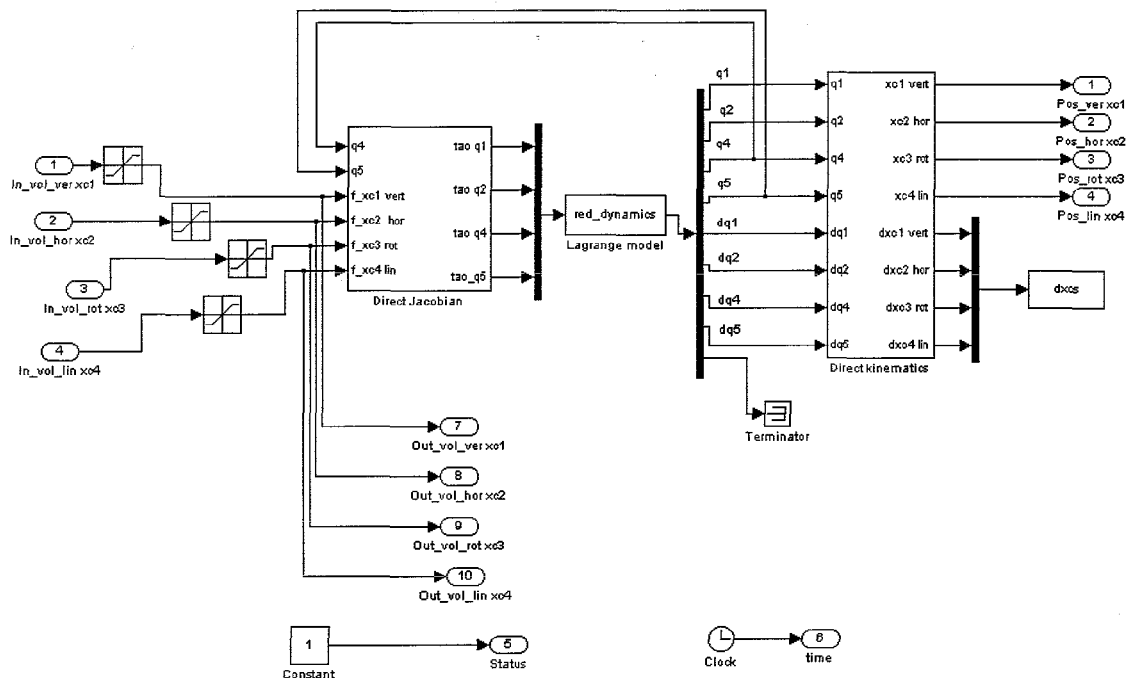 1
In_vol_ver xc1
2
In_vol_hor xc2
3
In_vol_rot xc3
4
In_vol_lin xc4
q4
q5
f_xc1 vert
f_xc2 hor
f_xc3 rot
f_xc4 lin
tao q1
tao q2
tao q4
tao_q5
Direct Jacobian
red_dynamics
Lagrange model
q1
q2
q4
q5
dq1
dq2
dq4
dq5
q1
q2
q4
q5
dq1
dq2
dq4
dq5
xc1 vert
xc2 hor
xc3 rot
xc4 lin
dxc1 vert
dxc2 hor
dxc3 rot
dxc4 lin
Direct kinematics
1
Pos_ver xc1
2
Pos_hor xc2
3
Pos_rot xc3
4
Pos_lin xc4
dxcs
Terminator
7
Out_vol_ver xc1
8
Out_vol_hor xc2
9
Out_vol_rot xc3
10
Out_vol_lin xc4
1
Constant
5
Status
Clock
6
time